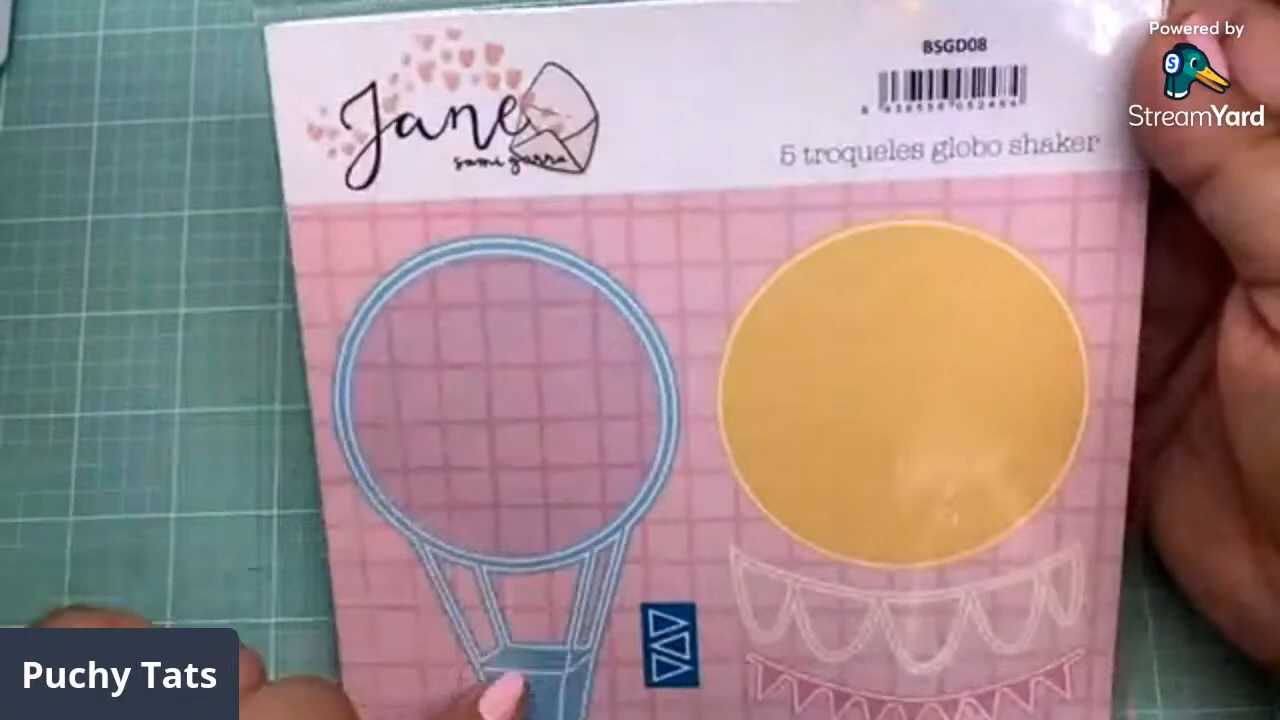 Powered by
StreamYard
BSGD08
Jane
5 troqueles globo shaker
Puchy Tats